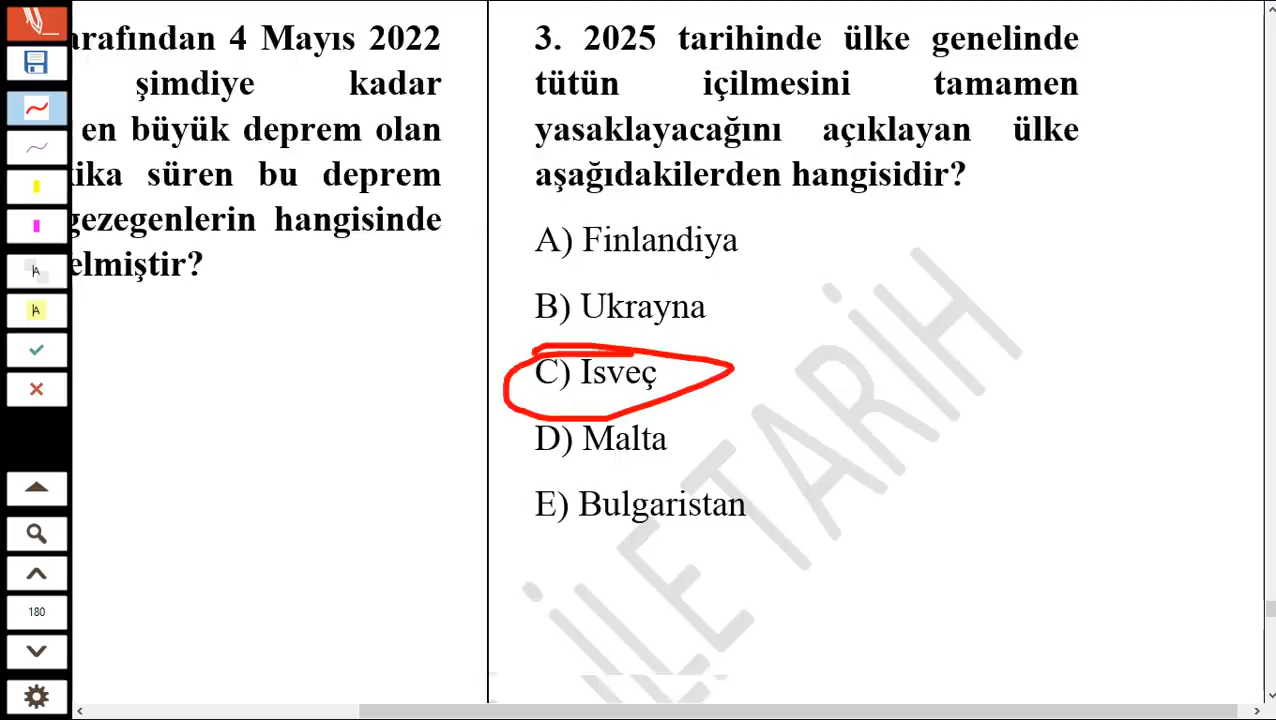 arafından 4 Mayıs 2022
şimdiye kadar
en büyük deprem olan
kika süren bu deprem
gezegenlerin hangisinde
elmiştir?
3. 2025 tarihinde ülke genelinde
tütün içilmesini tamamen
yasaklayacağını açıklayan ülke
aşağıdakilerden hangisidir?
A) Finlandiya
B) Ukrayna
C) Isveç
D) Malta
E) Bulgaristan
İLE TARİH
180